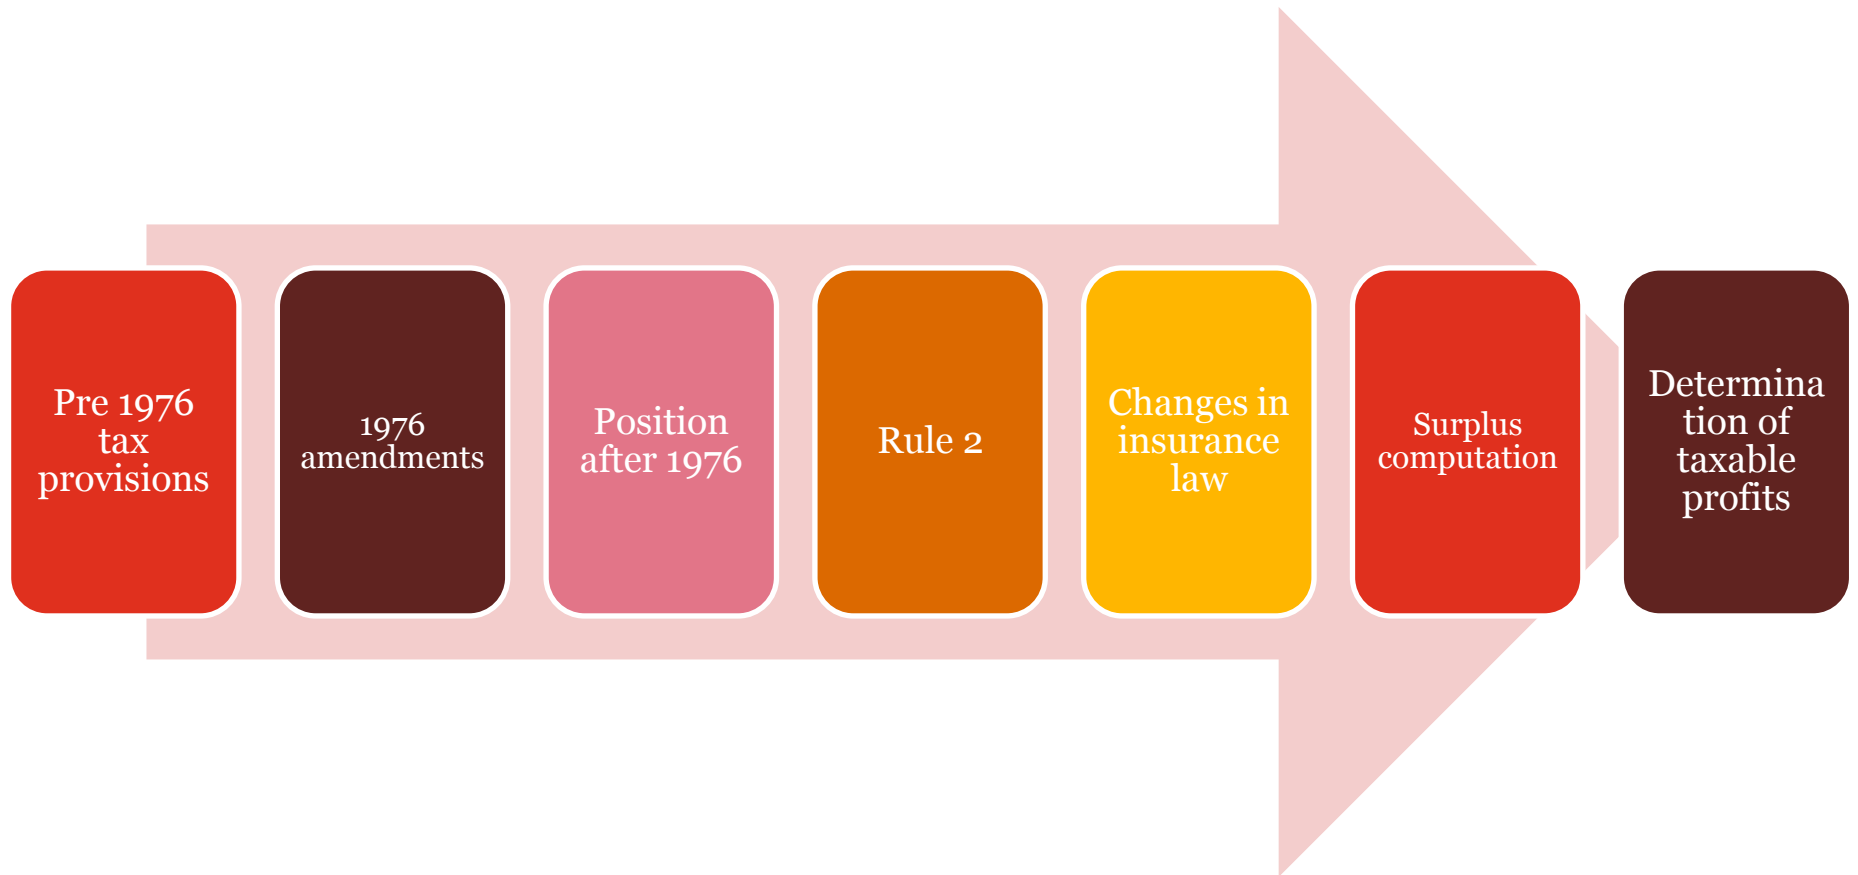 Pre 1976
tax
provisions
1976
amendments
Position
after 1976
Rule 2
Changes in
insurance
law
Surplus
computation
Determina
tion of
taxable
profits